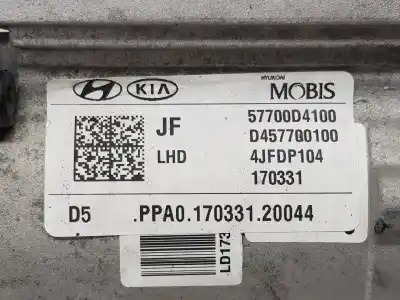 KIA
HYUNDAI
MOBIS
JF
57700D4100
D457700100
LHD
4JFDP104
170331
D5
.PPA0.170331.20044
LD173